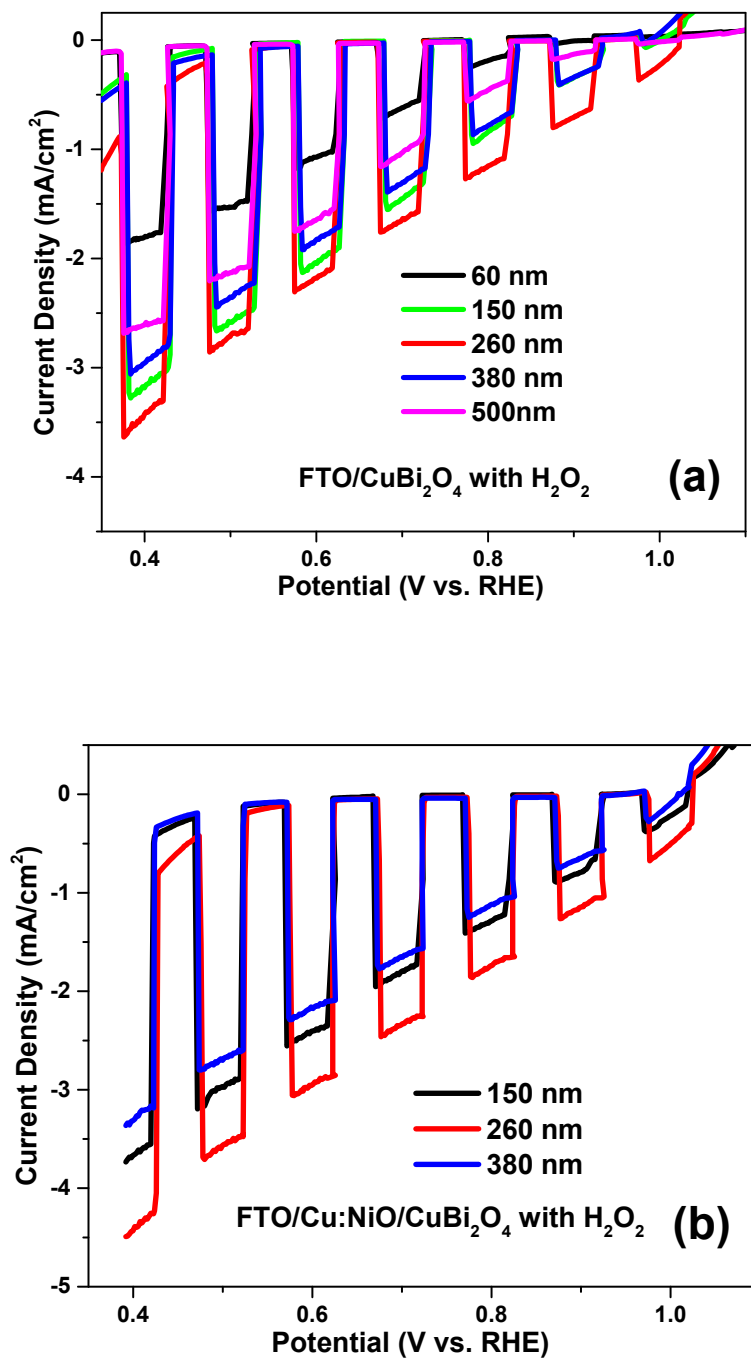 0
-1
-2
-3
-4
Current Density (mA/cm²)
60 nm
150 nm
260 nm
380 nm
500nm
FTO/CuBi₂O₄ with H₂O₂
(a)
0.4 0.6 0.8 1.0
Potential (V vs. RHE)
0
-1
-2
-3
-4
-5
Current Density (mA/cm²)
150 nm
260 nm
380 nm
FTO/Cu:NiO/CuBi₂O₄ with H₂O₂
(b)
0.4 0.6 0.8 1.0
Potential (V vs. RHE)